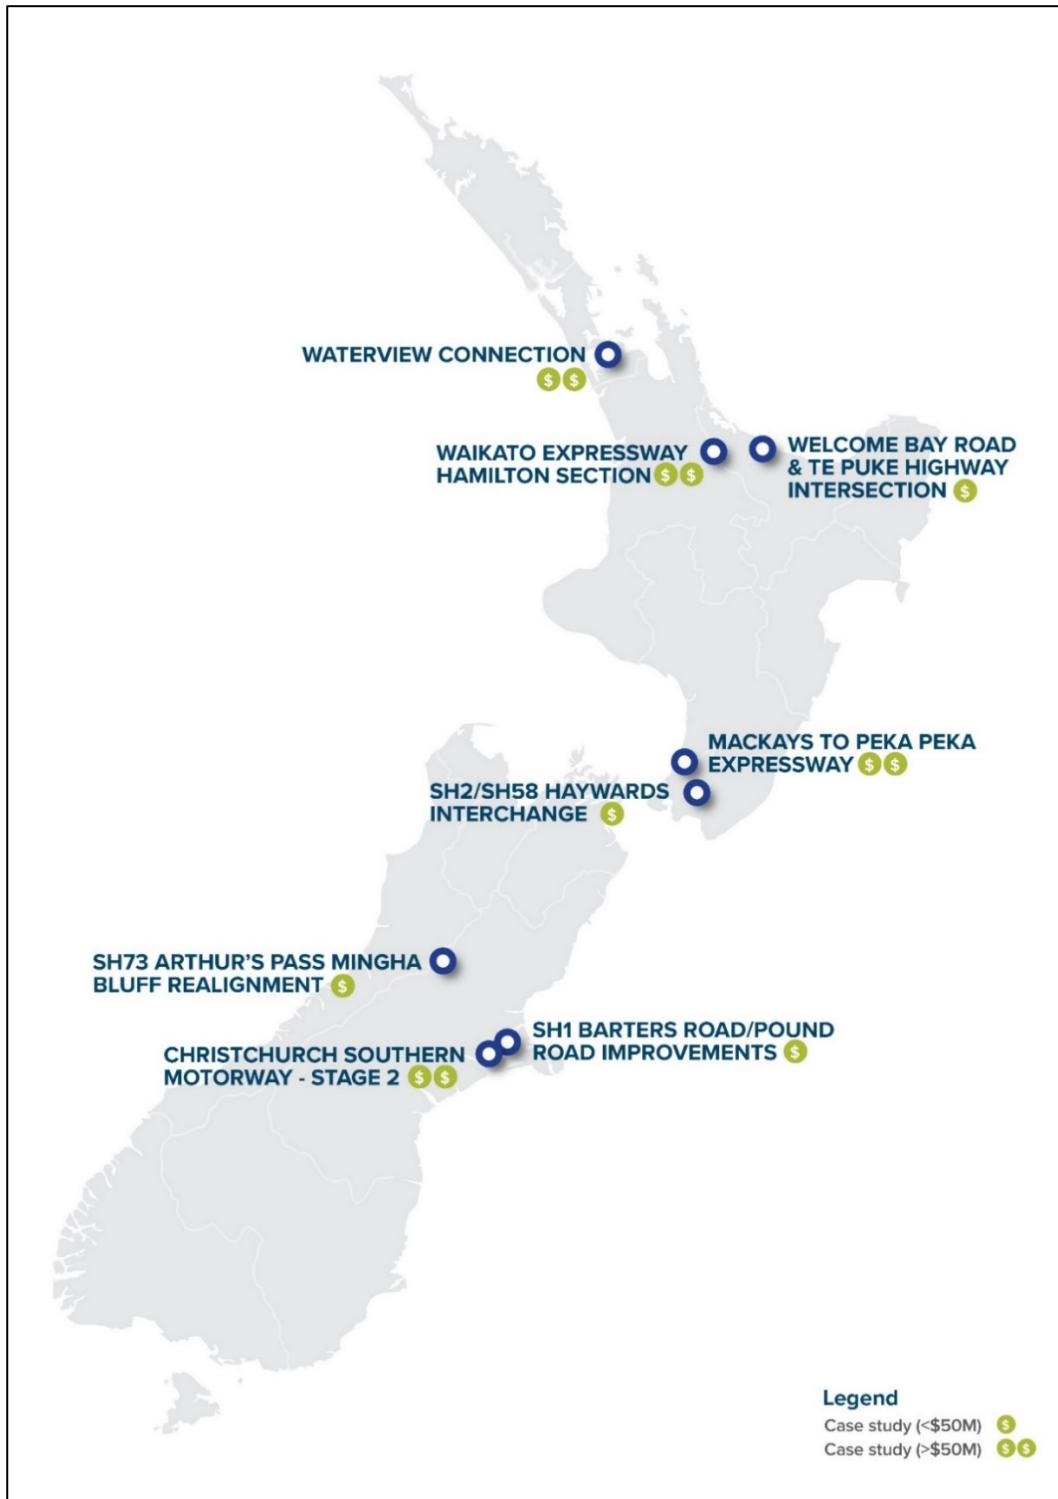 WATERVIEW CONNECTION
$ $
WAIKATO EXPRESSWAY
HAMILTON SECTION $ $
WELCOME BAY ROAD
& TE PUKE HIGHWAY
INTERSECTION $
MACKAYS TO PEKA PEKA
EXPRESSWAY $ $
SH2/SH58 HAYWARDS
INTERCHANGE $
SH73 ARTHUR'S PASS MINGHA
BLUFF REALIGNMENT $
SH1 BARTERS ROAD/POUND
ROAD IMPROVEMENTS $
CHRISTCHURCH SOUTHERN
MOTORWAY - STAGE 2 $ $
Legend
Case study (<$50M) $
Case study (>$50M) $ $